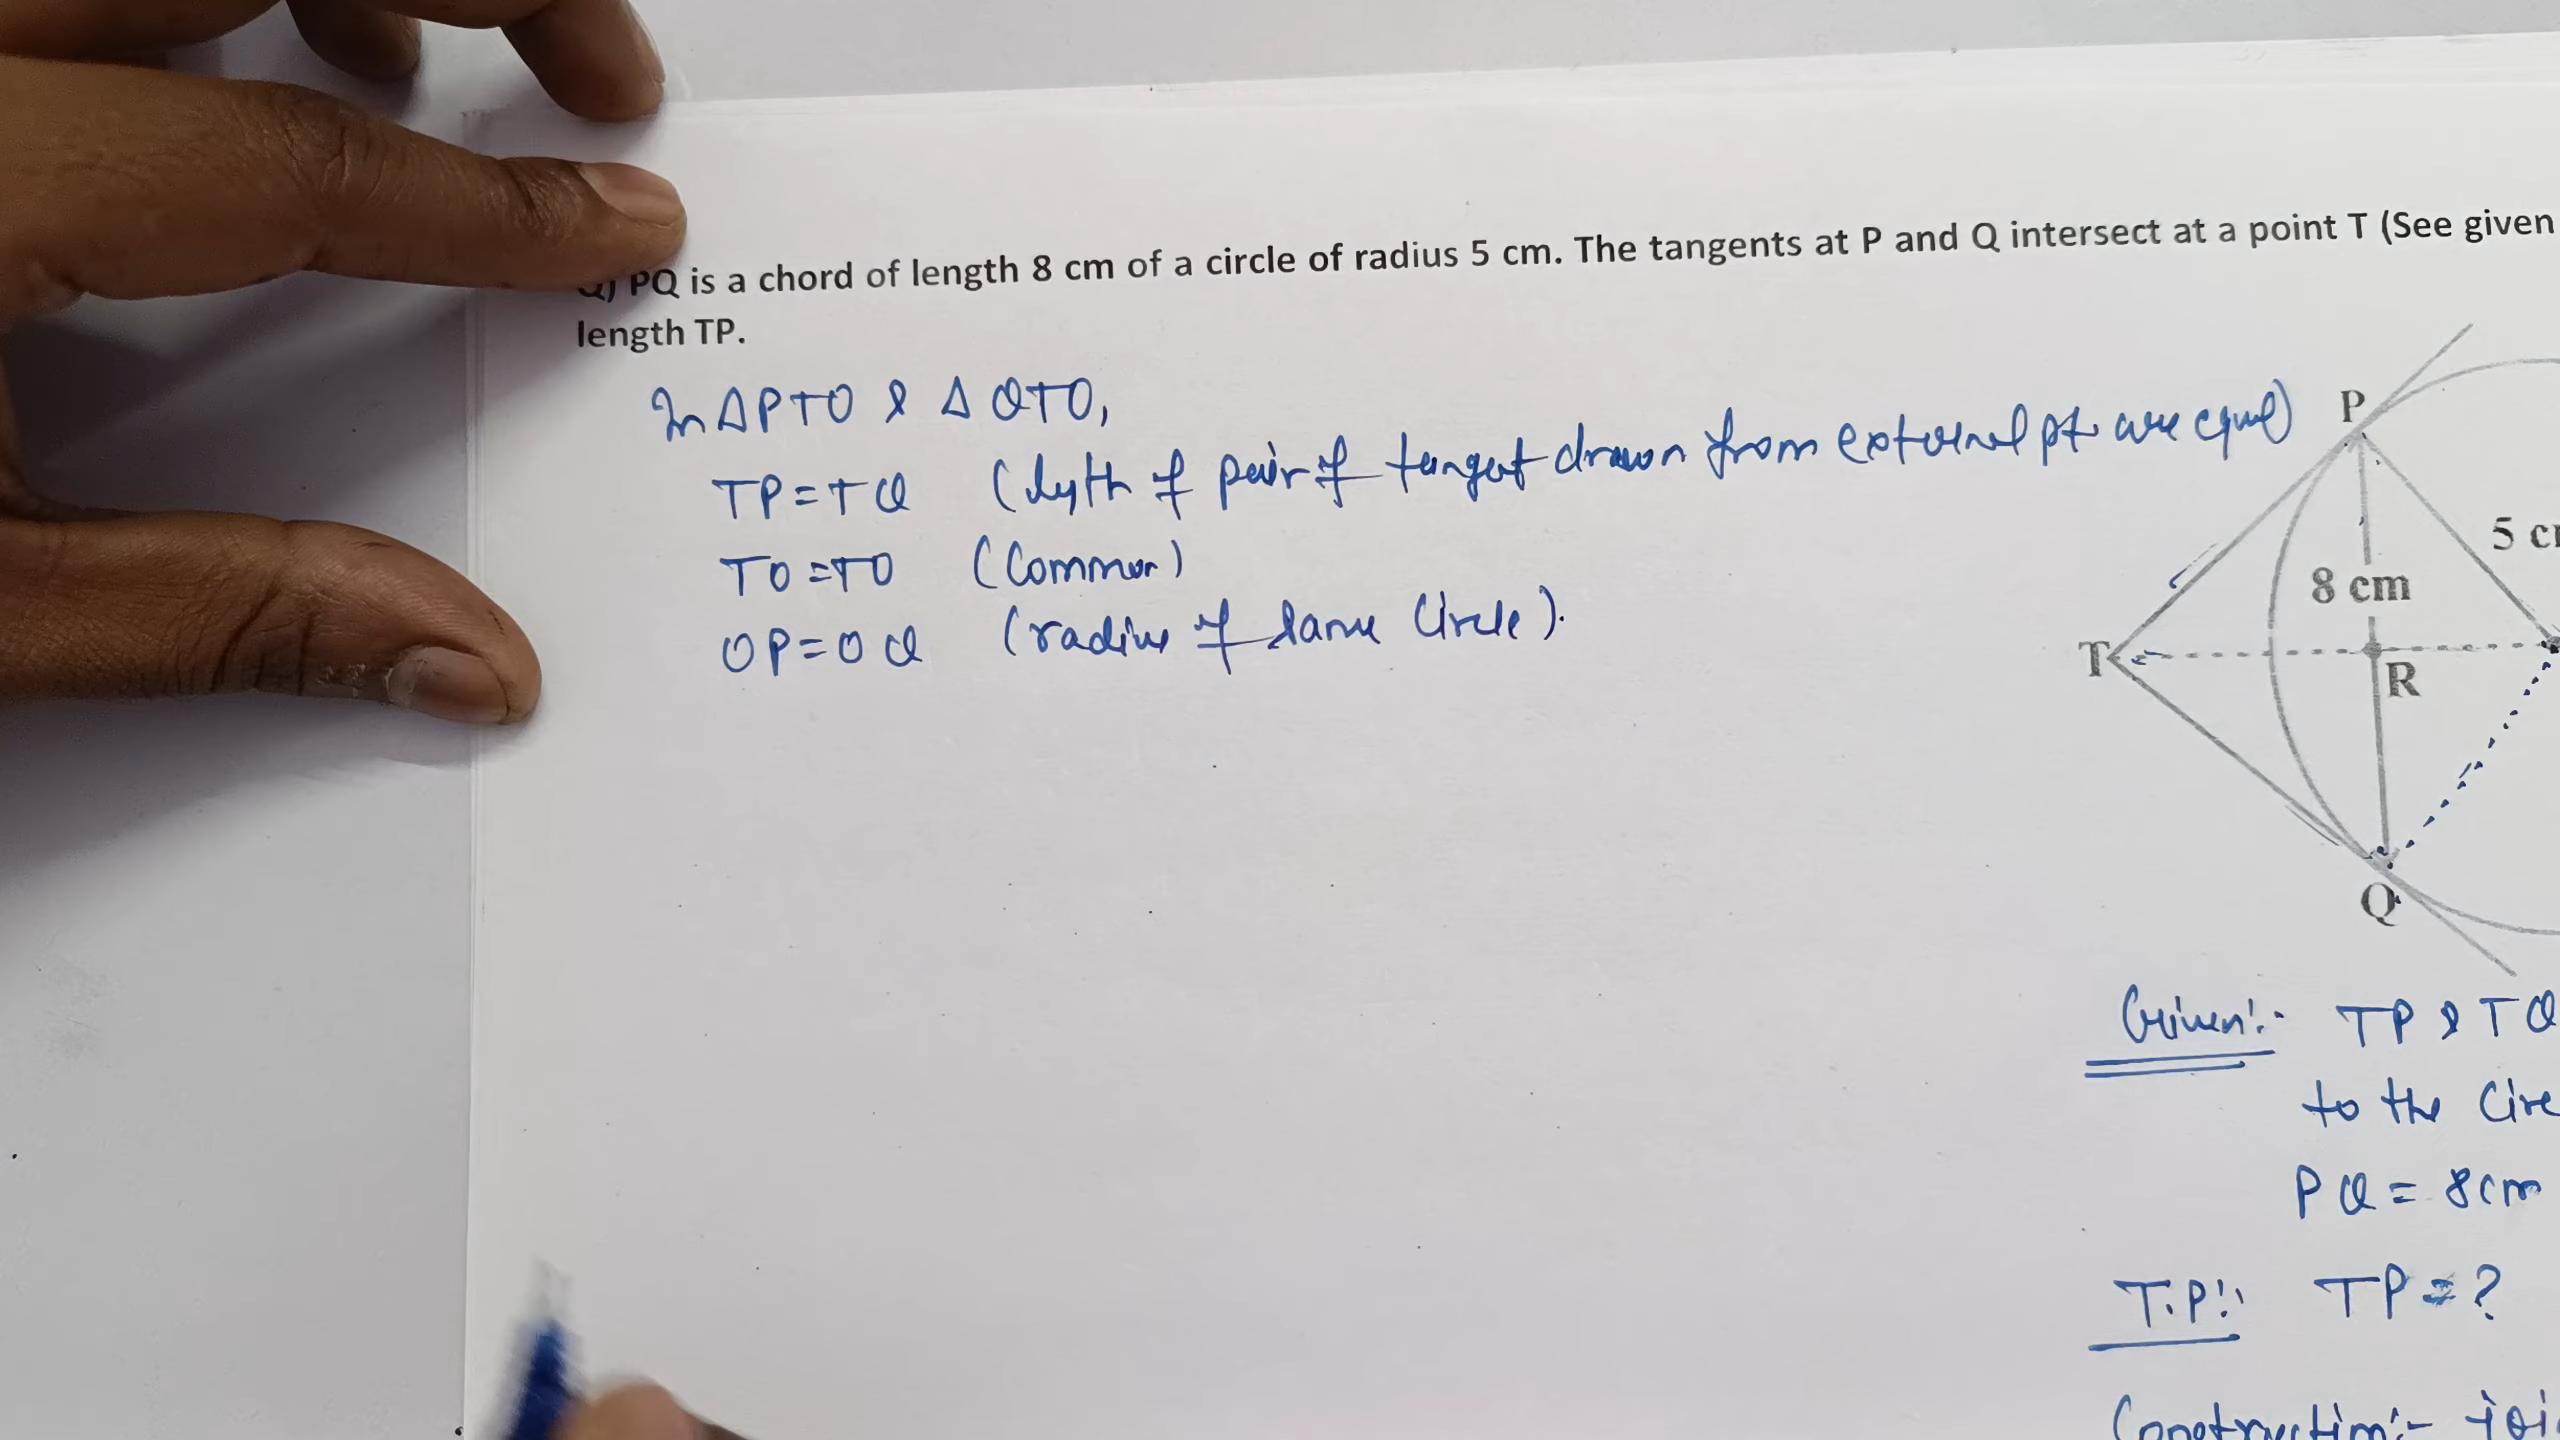 Q) PQ is a chord of length 8 cm of a circle of radius 5 cm. The tangents at P and Q intersect at a point T (See given
length TP.
In ΔPTO & Δ QTO,
TP = TQ (lyth of pair of tangent drawn from external pt are equal)
TO = TO (Common)
OP = OQ (radius of same Circle).
P
5 c
8 cm
T
R
Q
Given:- TP & TQ
to the Circ
PQ = 8cm
T.P:- TP = ?
Construction:- joi